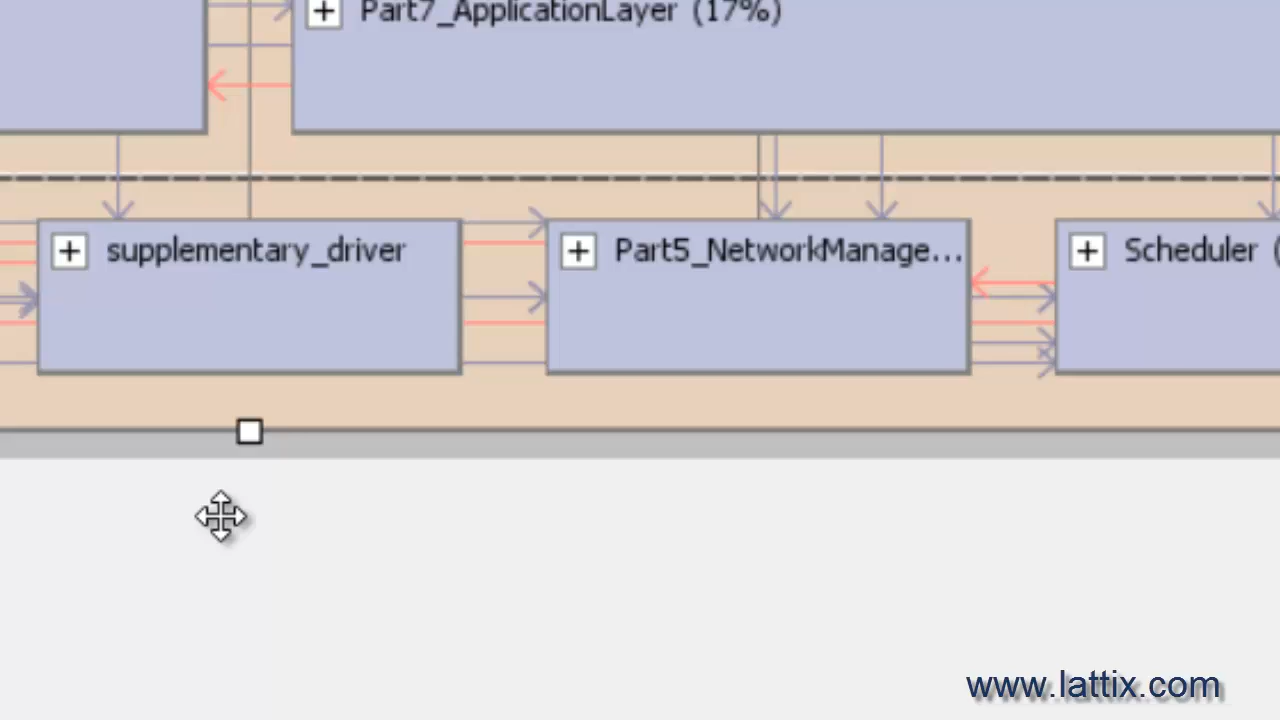 Part7_ApplicationLayer (17%)
supplementary_driver
Part5_NetworkManage...
Scheduler (
www.lattix.com